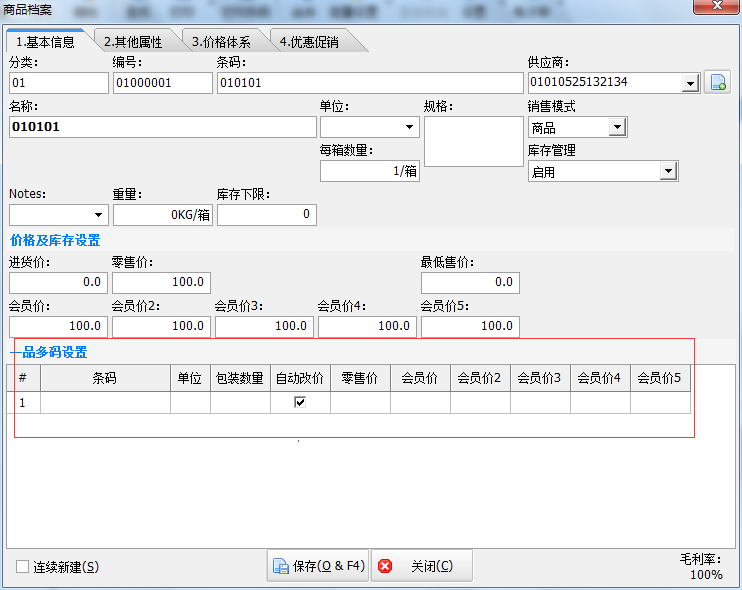 商品档案
1.基本信息 2.其他属性 3.价格体系 4.优惠促销
分类: 编号: 条码: 供应商:
01 01000001 010101 01010525132134
名称: 单位: 规格: 销售模式
010101 商品
每箱数量: 库存管理
1/箱 启用
Notes: 重量: 库存下限:
0KG/箱 0
价格及库存设置
进货价: 零售价: 最低售价:
0.0 100.0 0.0
会员价: 会员价2: 会员价3: 会员价4: 会员价5:
100.0 100.0 100.0 100.0 100.0
一品多码设置
# 条码 单位 包装数量 自动改价 零售价 会员价 会员价2 会员价3 会员价4 会员价5
1
连续新建(S) 保存(O & F4) 关闭(C) 毛利率:
100%